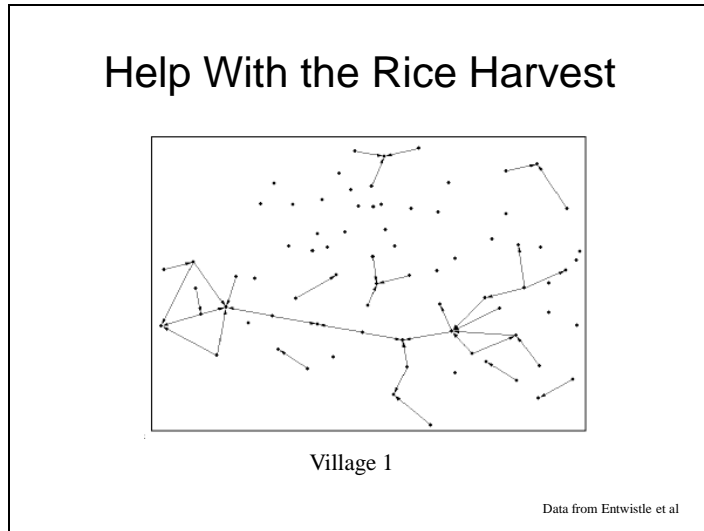 Help With the Rice Harvest
Village 1
Data from Entwistle et al